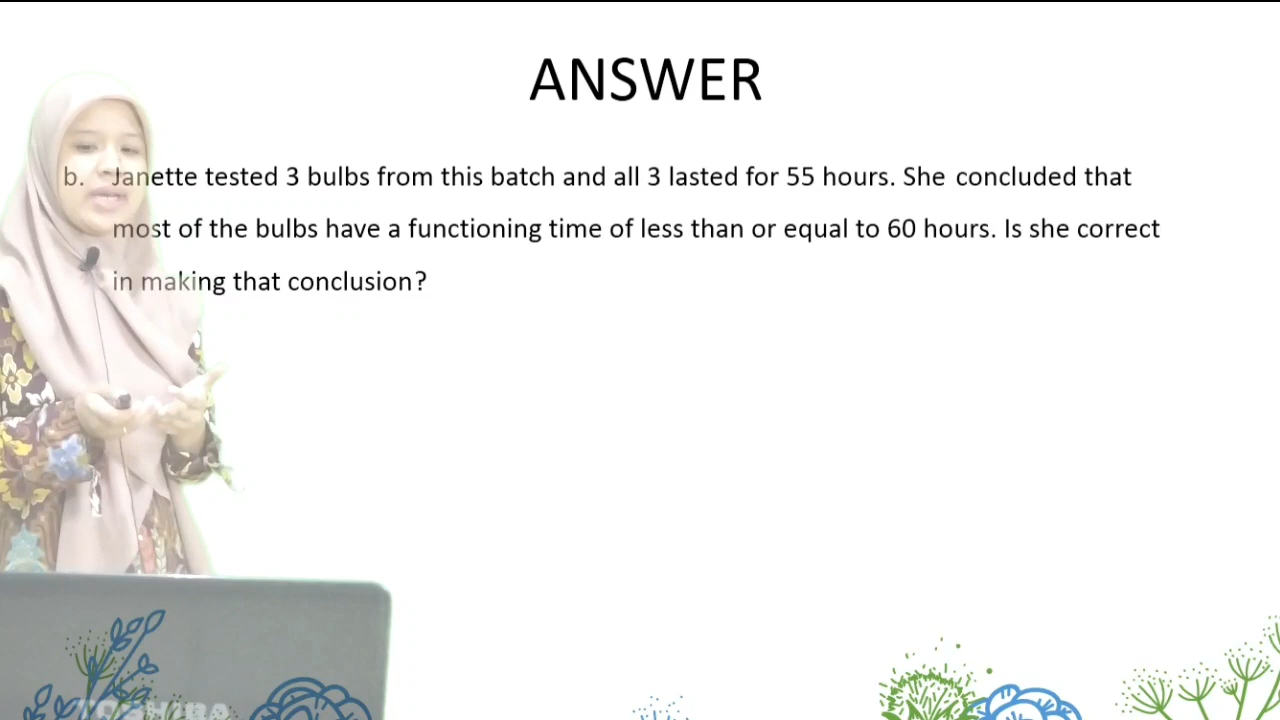 ANSWER
b. Janette tested 3 bulbs from this batch and all 3 lasted for 55 hours. She concluded that
most of the bulbs have a functioning time of less than or equal to 60 hours. Is she correct
in making that conclusion?
TOSHIBA